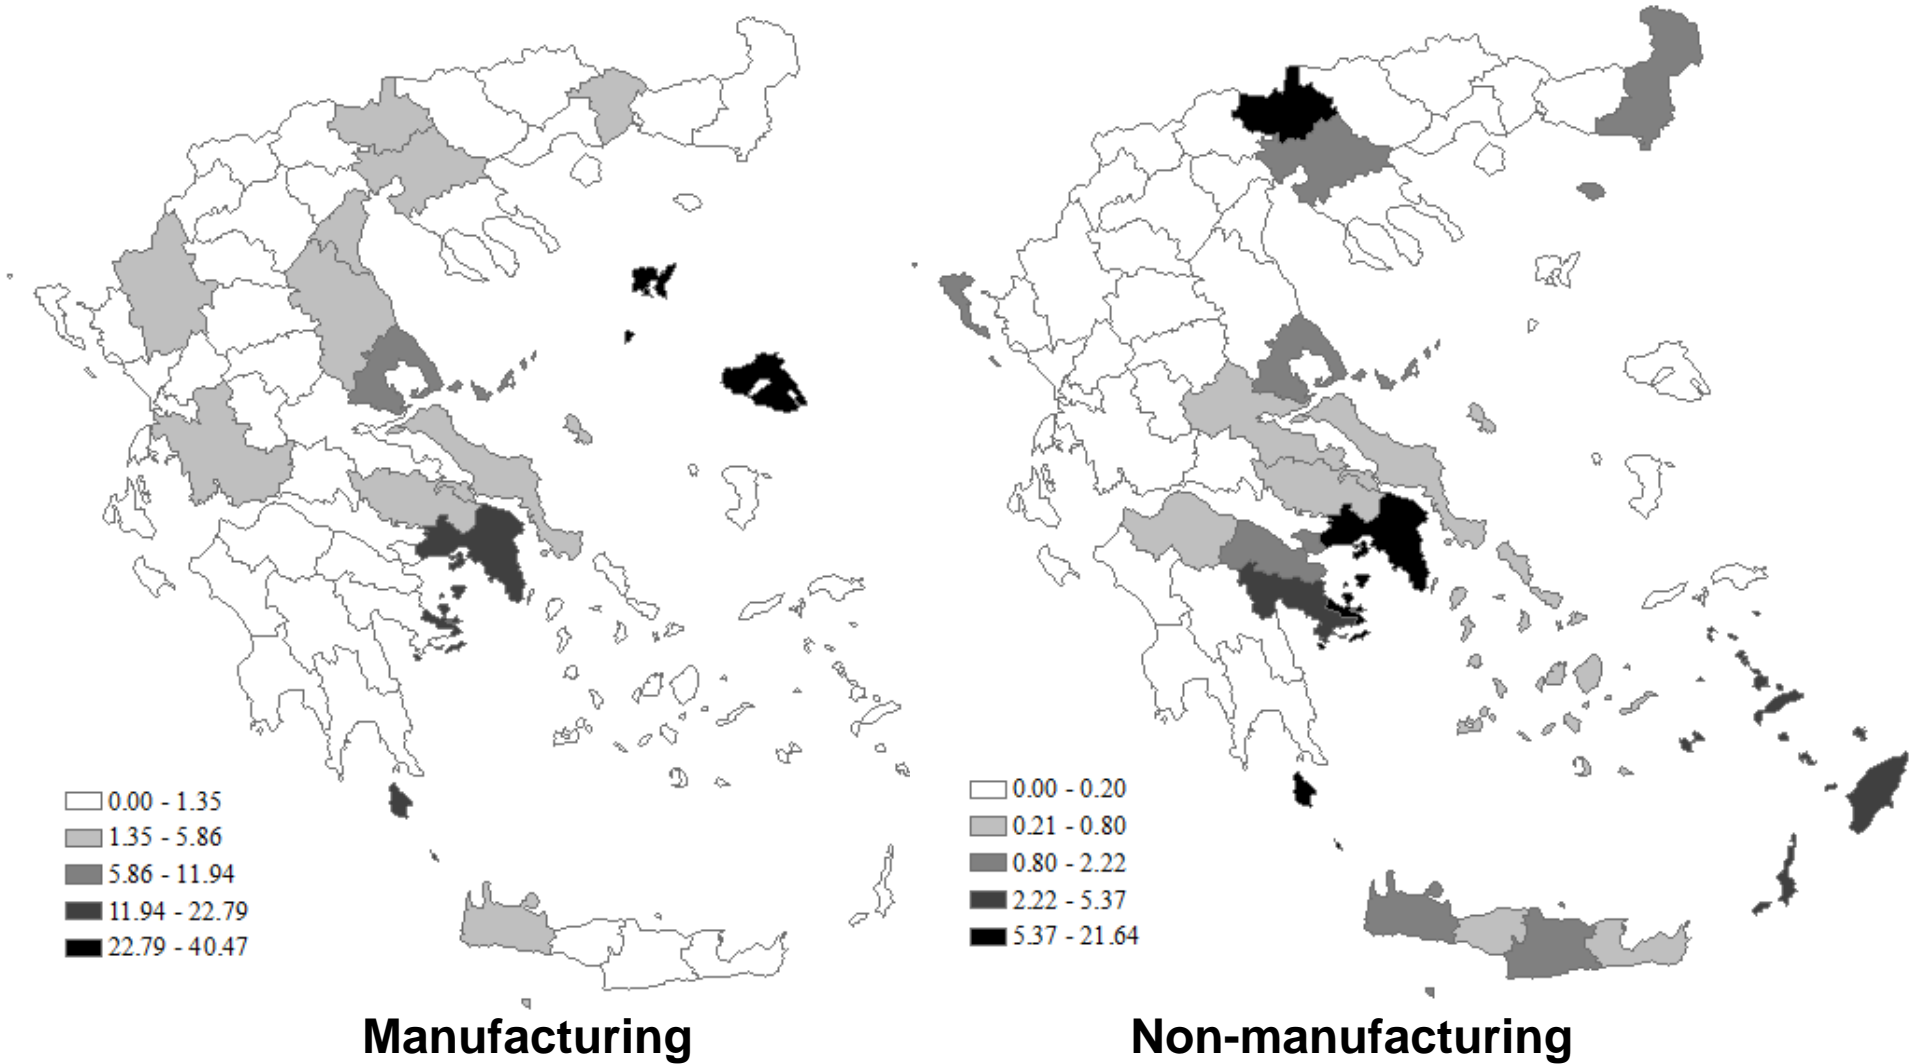 0.00 - 1.35
1.35 - 5.86
5.86 - 11.94
11.94 - 22.79
22.79 - 40.47
Manufacturing
0.00 - 0.20
0.21 - 0.80
0.80 - 2.22
2.22 - 5.37
5.37 - 21.64
Non-manufacturing